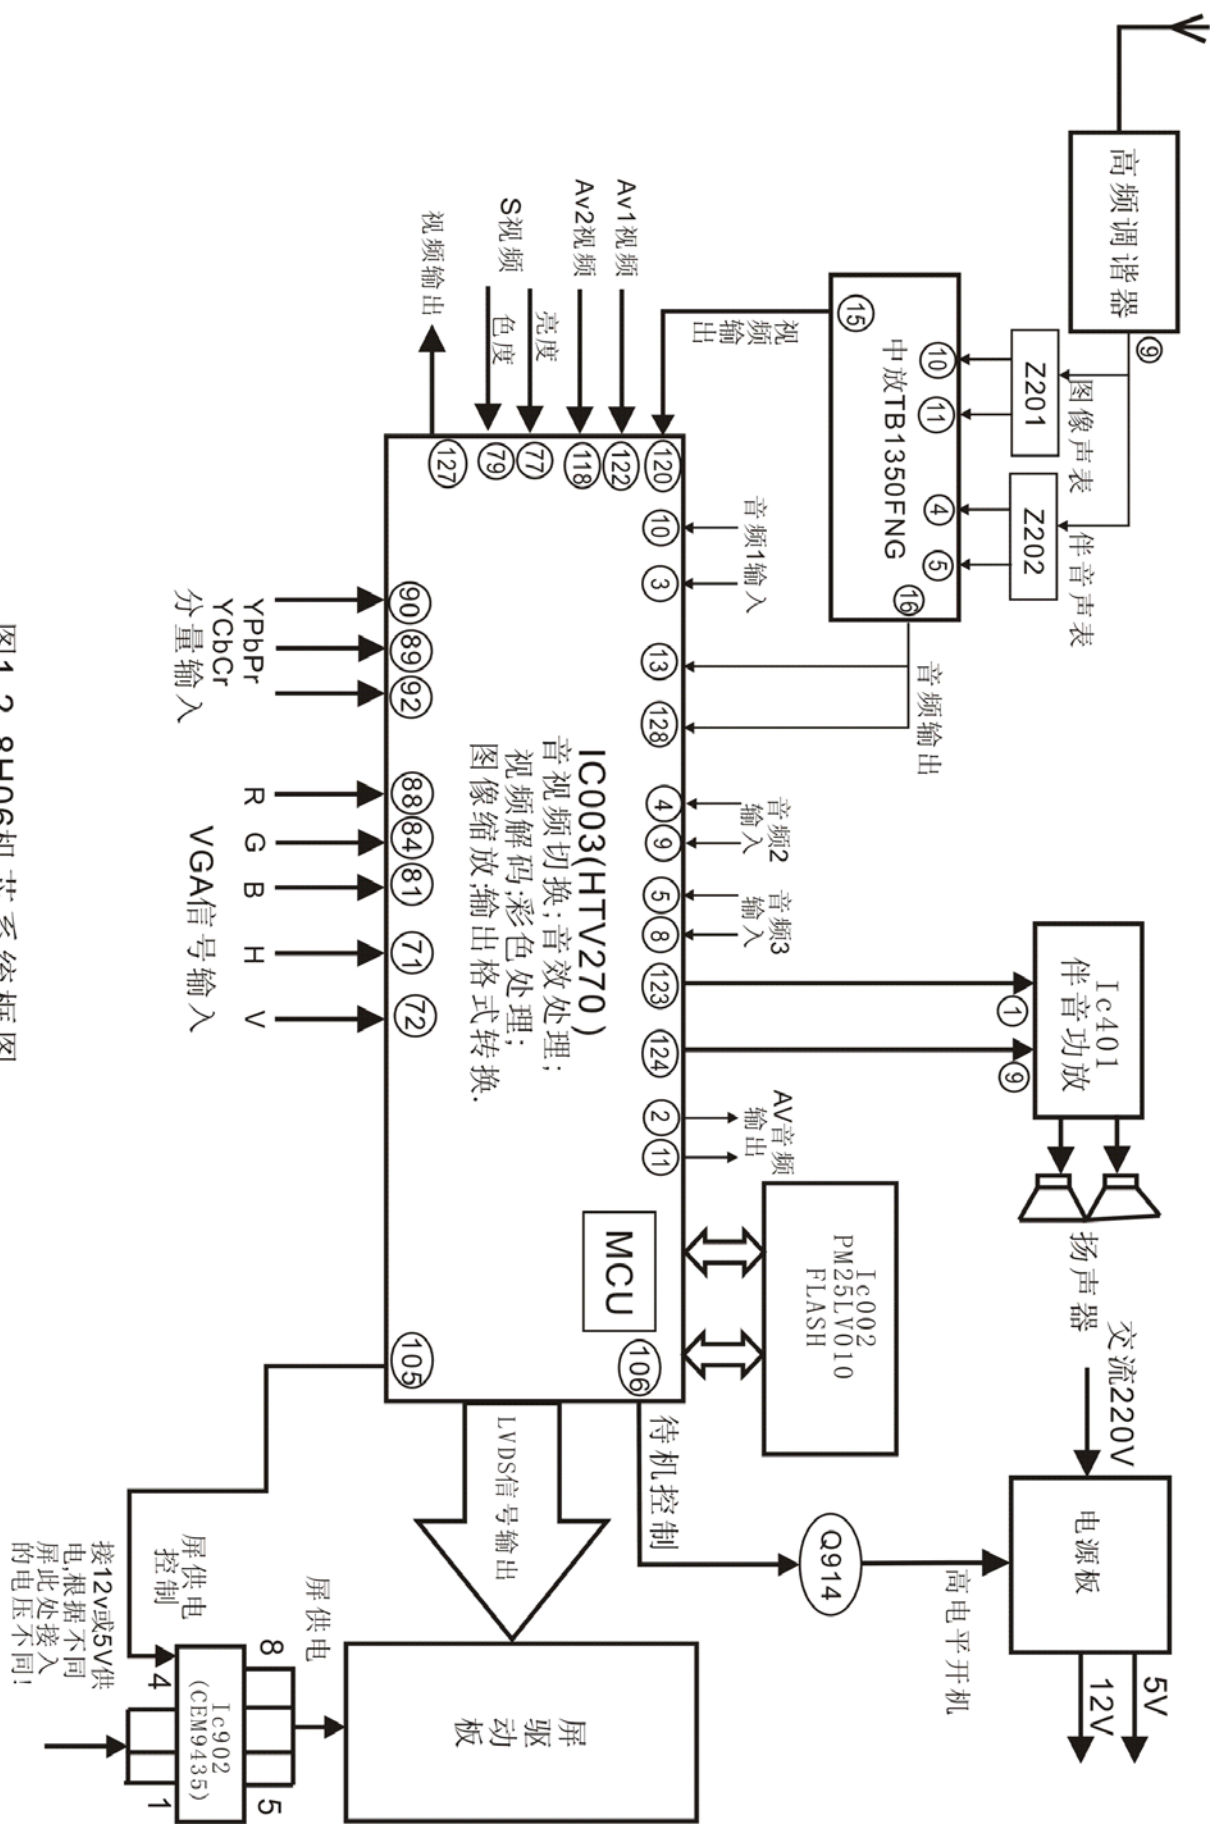 高频调谐器
⑨
Z201
图像声表
Z202
伴音声表
⑩
⑪
④
⑤
⑮
中放TB1350FNG
⑯
视频输出
音频输出
Av1视频
Av2视频
S视频
亮度
色度
视频输出
120
122
118
77
79
127
音频1输入
10
3
13
128
音频2
输入
4
9
音频3
输入
5
8
123
124
AV音频
输出
2
11
IC003(HTV270)
音视频切换;音效处理;
视频解码;彩色处理;
图像缩放;输出格式转换.
MCU
106
105
90
89
92
YPbPr
YCbCr
分量输入
88
84
81
71
72
R
G
B
H
V
VGA信号输入
Ic401
伴音功放
①
⑨
扬声器
Ic002
PM25LV010
FLASH
交流220V
电源板
5V
12V
待机控制
Q914
高电平开机
LVDS信号输出
屏驱动板
屏供电
屏供电
控制
8
5
4
1
Ic902
(CEM9435)
接12v或5V供
电,根据不同
屏此处接入
的电压不同!